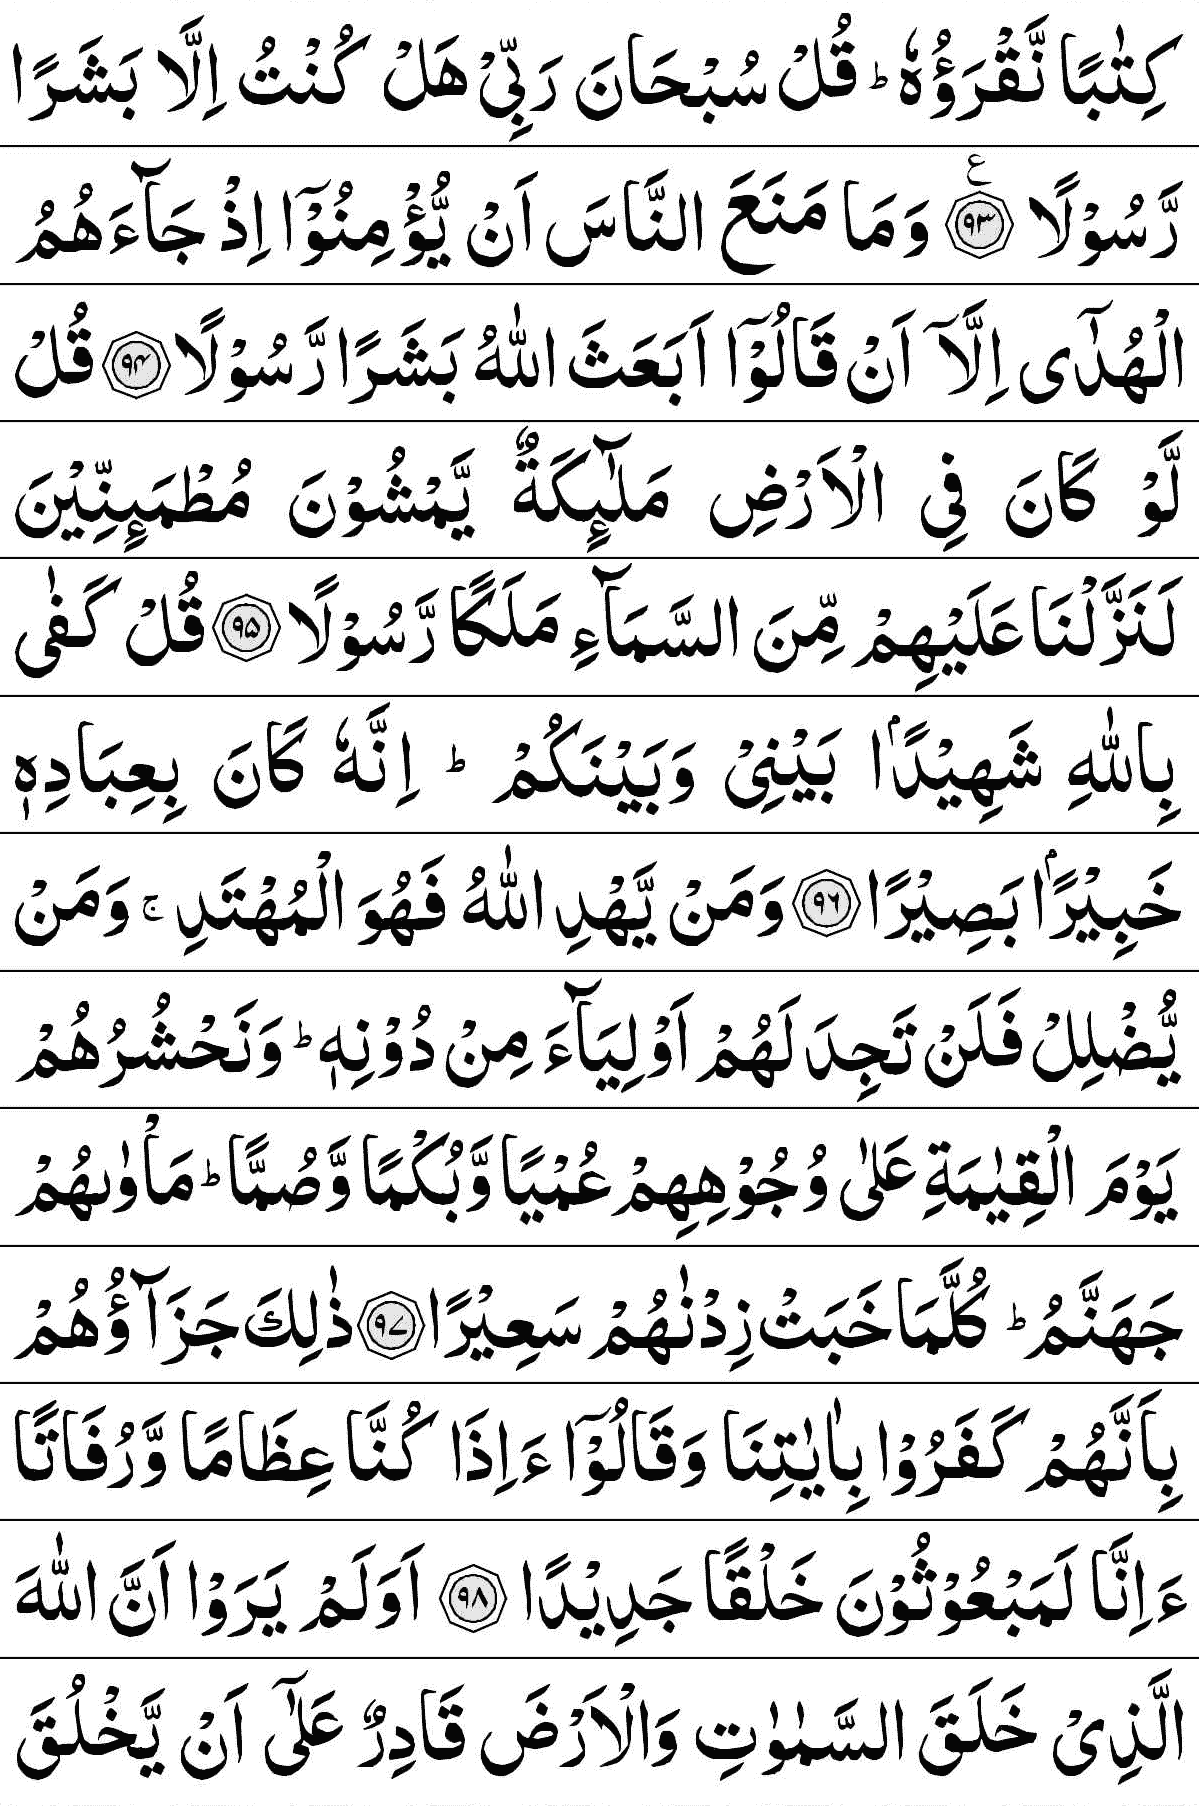 كِتٰبًا نَّقْرَؤُهٗ ؕ قُلْ سُبْحَانَ رَبِّیْ هَلْ كُنْتُ اِلَّا بَشَرًا
رَّسُوْلًا ۧ۹۳ وَمَا مَنَعَ النَّاسَ اَنْ یُّؤْمِنُوْۤا اِذْ جَآءَهُمُ
الْهُدٰۤی اِلَّاۤ اَنْ قَالُوْۤا اَبَعَثَ اللّٰهُ بَشَرًا رَّسُوْلًا ۹۴ قُلْ
لَّوْ كَانَ فِی الْاَرْضِ مَلٰٓىِٕكَةٌ یَّمْشُوْنَ مُطْمَىِٕنِّیْنَ
لَنَزَّلْنَا عَلَیْهِمْ مِّنَ السَّمَآءِ مَلَكًا رَّسُوْلًا ۹۵ قُلْ كَفٰی
بِاللّٰهِ شَهِیْدًۢا بَیْنِیْ وَبَیْنَكُمْ ؕ اِنَّهٗ كَانَ بِعِبَادِهٖ
خَبِیْرًۢا بَصِیْرًا ۹۶ وَمَنْ یَّهْدِ اللّٰهُ فَهُوَ الْمُهْتَدِ ۚ وَمَنْ
یُّضْلِلْ فَلَنْ تَجِدَ لَهُمْ اَوْلِیَآءَ مِنْ دُوْنِهٖ ؕ وَنَحْشُرُهُمْ
یَوْمَ الْقِیٰمَةِ عَلٰی وُجُوْهِهِمْ عُمْیًا وَّبُكْمًا وَّصُمًّا ؕ مَاْوٰىهُمْ
جَهَنَّمُ ؕ كُلَّمَا خَبَتْ زِدْنٰهُمْ سَعِیْرًا ۹۷ ذٰلِكَ جَزَآؤُهُمْ
بِاَنَّهُمْ كَفَرُوْا بِاٰیٰتِنَا وَقَالُوْۤا ءَاِذَا كُنَّا عِظَامًا وَّرُفَاتًا
ءَاِنَّا لَمَبْعُوْثُوْنَ خَلْقًا جَدِیْدًا ۹۸ اَوَلَمْ یَرَوْا اَنَّ اللّٰهَ
الَّذِیْ خَلَقَ السَّمٰوٰتِ وَالْاَرْضَ قَادِرٌ عَلٰۤی اَنْ یَّخْلُقَ